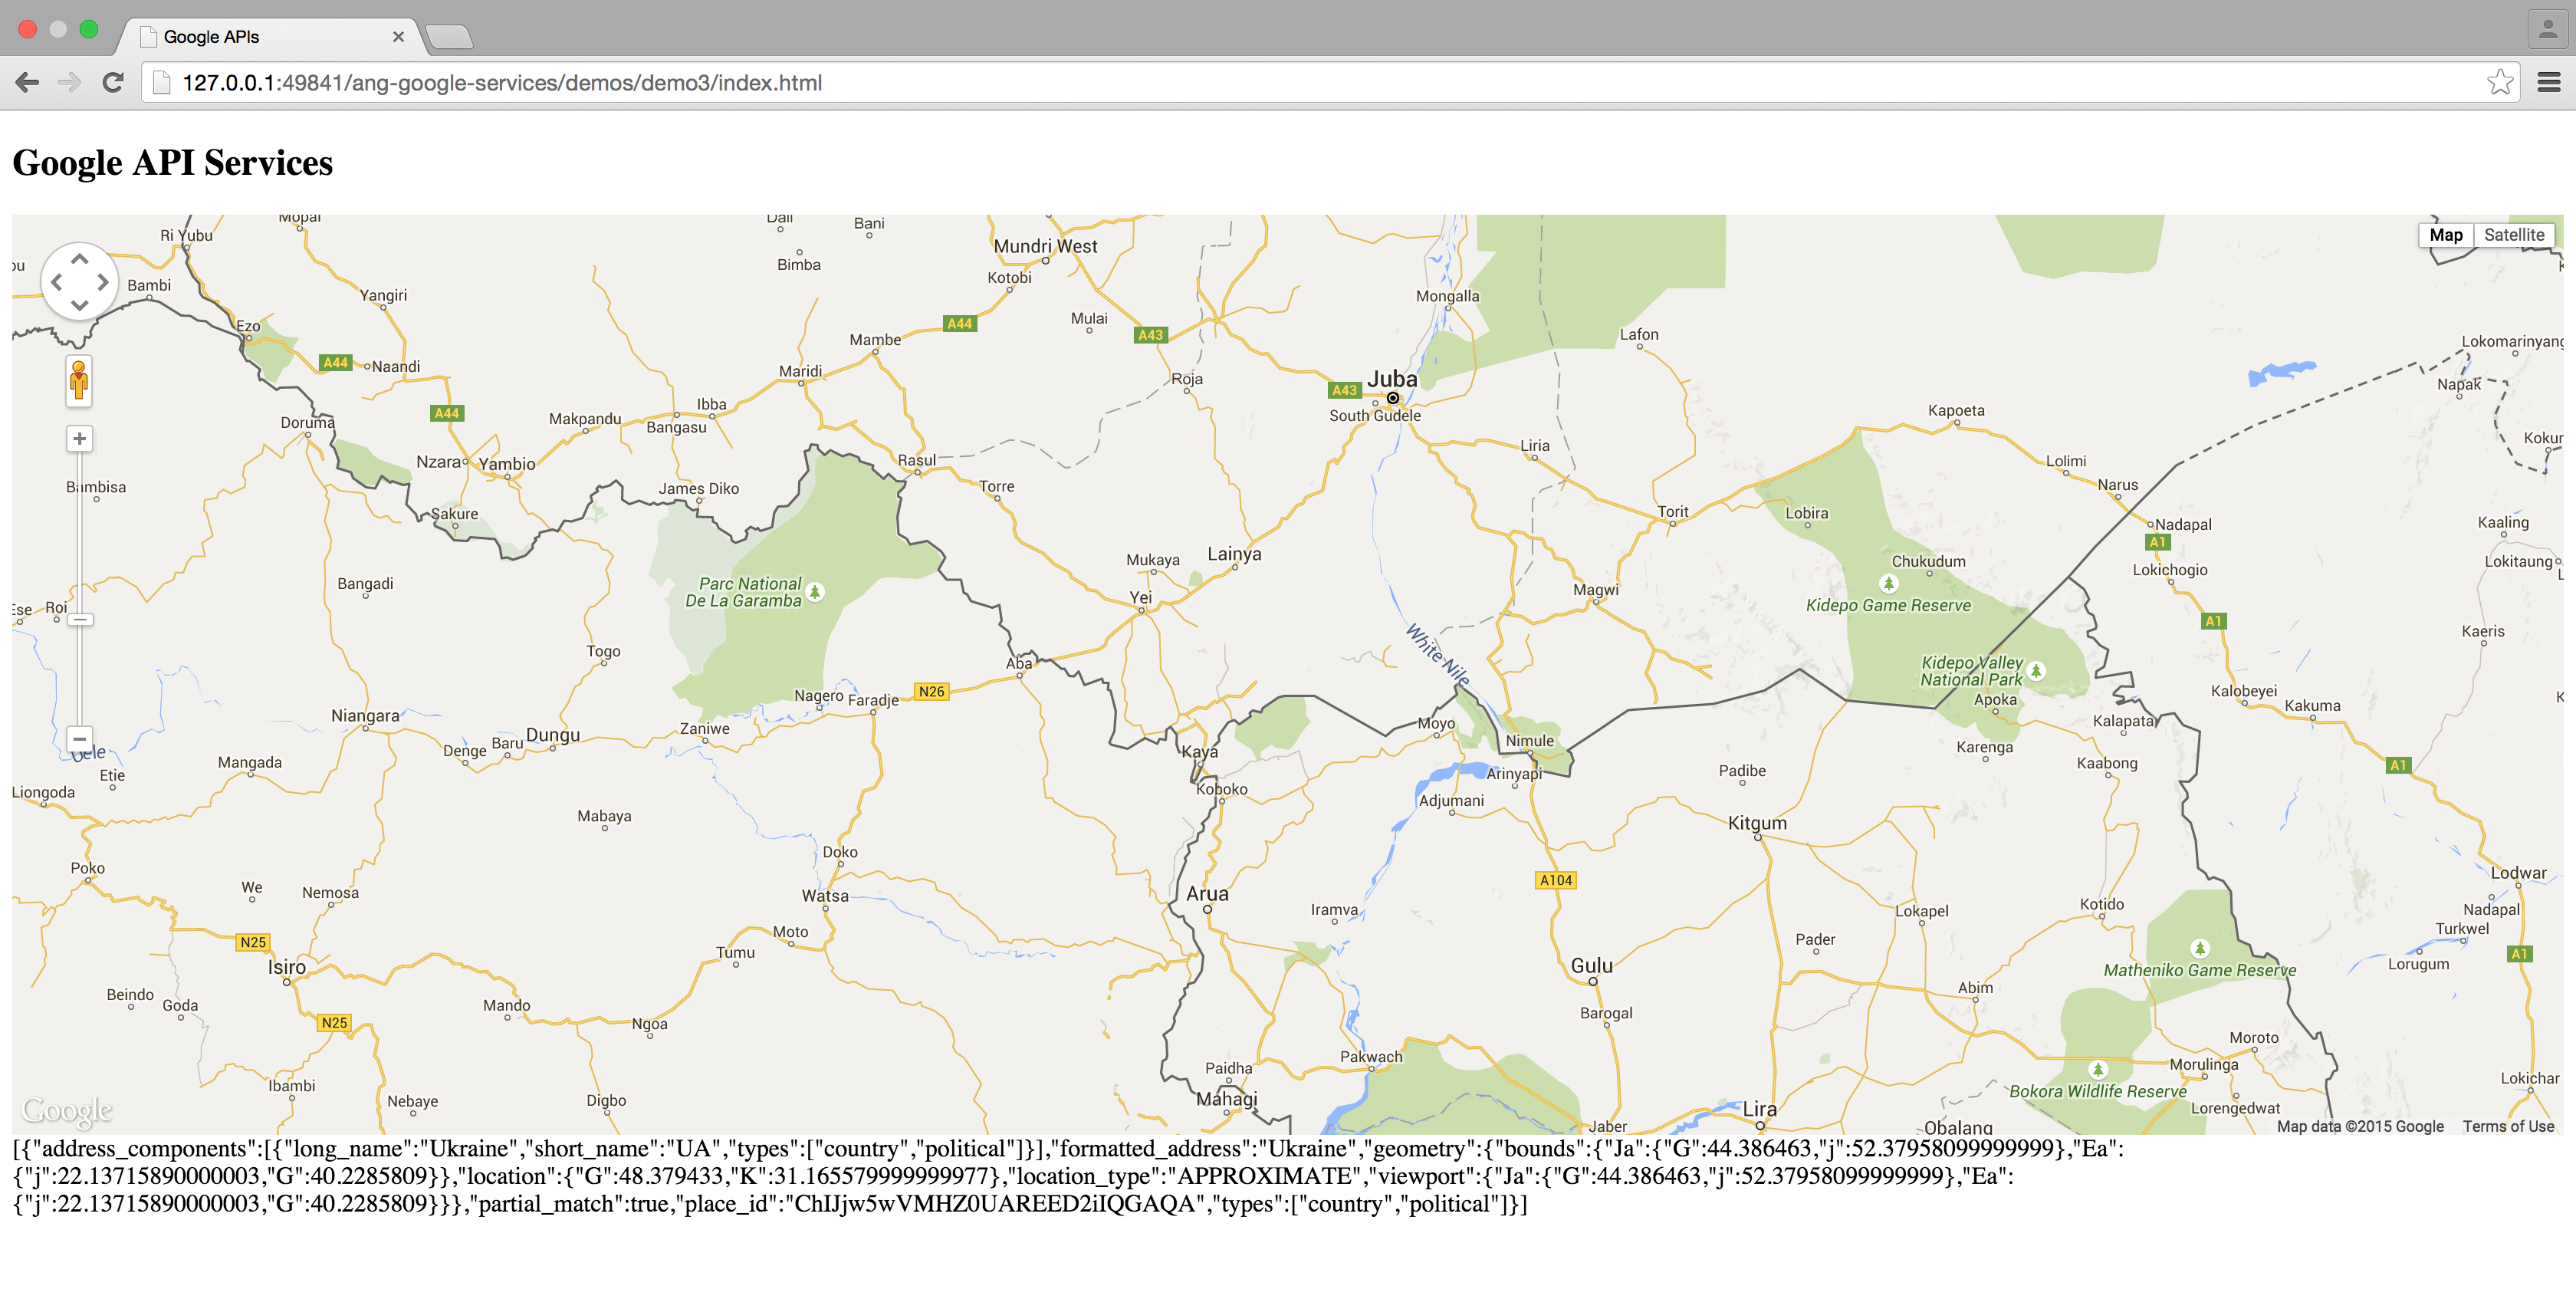 Google APIs
127.0.0.1:49841/ang-google-services/demos/demo3/index.html
Google API Services
Mopai
Dali
Bani
Ri Yubu
Mundri West
Map Satellite
Bimba
Kotobi
Bambi
Yangiri
Mongalla
Ezo
A44
Mulai
A43
Lafon
Mambe
Lokomarinyang
A44
Naandi
Maridi
Roja
Juba
A43
Napak
Ibba
A44
Makpandu
Bangasu
South Gudele
Kapoeta
Doruma
Liria
Kokur
Nzara
Yambio
Rasul
Lolimi
Bambisa
James Diko
Torre
Narus
Sakure
Torit
Lobira
Nadapal
Kaaling
A1
Mukaya
Lainya
Chukudum
Lokichogio
Lokitaung
Bangadi
Parc National
De La Garamba
Yei
Magwi
Kidepo Game Reserve
Ese
Roi
A1
White Nile
Kaeris
Togo
Aba
Kidepo Valley
National Park
Nagero
Faradje
N26
Apoka
Kalobeyei
Kakuma
Niangara
Zaniwe
Moyo
Kalapata
Denge
Baru
Dungu
Kaya
Nimule
Karenga
Uele
Mangada
Etie
Arinyapi
Padibe
Kaabong
A1
Liongoda
Koboko
Adjumani
Mabaya
Kitgum
Poko
Doko
Lodwar
We
Nemosa
Watsa
Arua
A104
Iramva
Lokapel
Kotido
Nadapal
N25
Moto
Tumu
Pader
Turkwel
Isiro
Gulu
Matheniko Game Reserve
Lorugum
A1
Beindo
Goda
Mando
Abim
N25
Ngoa
Barogal
Moroto
Pakwach
Paidha
Morulinga
Ibambi
Bokora Wildlife Reserve
Lokichar
Nebaye
Digbo
Mahagi
Lira
Lorengedwat
Google
Jaber
Obalang
Map data ©2015 Google Terms of Use
[{"address_components":[{"long_name":"Ukraine","short_name":"UA","types":["country","political"]}],"formatted_address":"Ukraine","geometry":{"bounds":{"Ja":{"G":44.386463,"j":52.37958099999999},"Ea":
{"j":22.13715890000003,"G":40.2285809}},"location":{"G":48.379433,"K":31.165579999999977},"location_type":"APPROXIMATE","viewport":{"Ja":{"G":44.386463,"j":52.37958099999999},"Ea":
{"j":22.13715890000003,"G":40.2285809}}},"partial_match":true,"place_id":"ChIJjw5wVMHZ0UAREED2iIQGAQA","types":["country","political"]}]